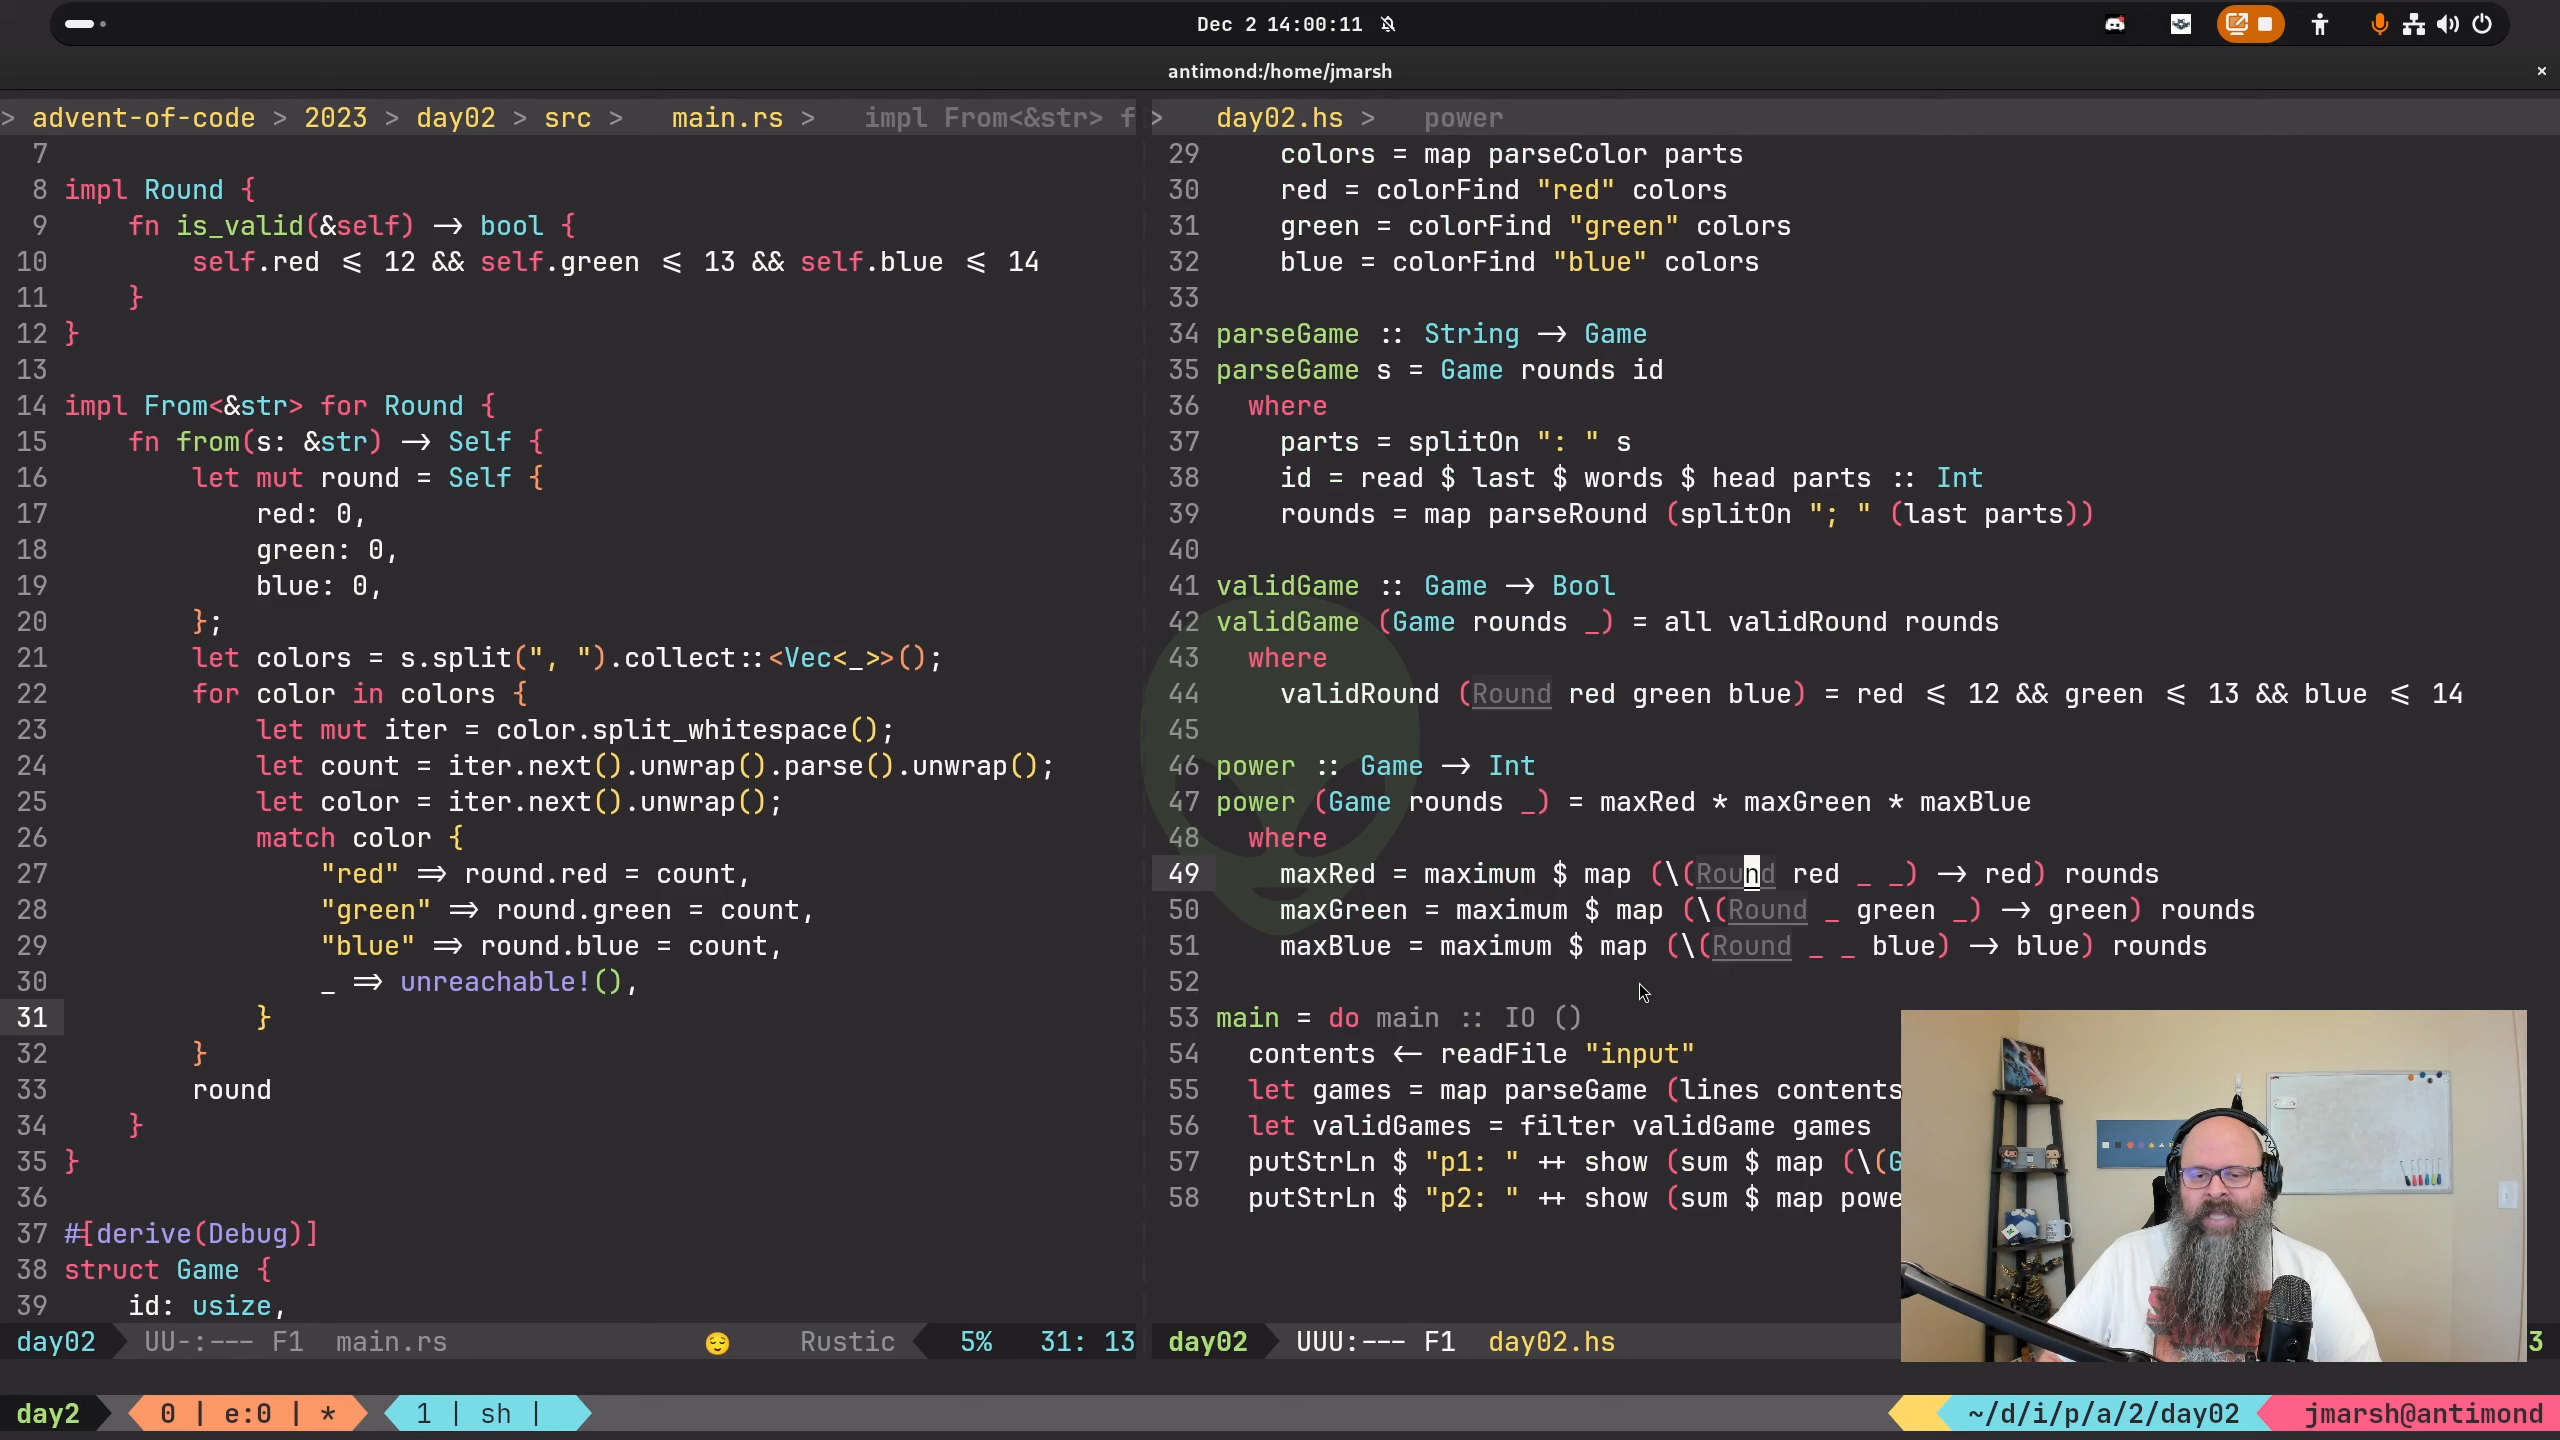 Dec 2 14:00:11
antimond:/home/jmarsh
×
> advent-of-code > 2023 > day02 > src > main.rs > impl From<&str> f
7
8 impl Round {
9     fn is_valid(&self) -> bool {
10         self.red <= 12 && self.green <= 13 && self.blue <= 14
11     }
12 }
13
14 impl From<&str> for Round {
15     fn from(s: &str) -> Self {
16         let mut round = Self {
17             red: 0,
18             green: 0,
19             blue: 0,
20         };
21         let colors = s.split(", ").collect::<Vec<_>>();
22         for color in colors {
23             let mut iter = color.split_whitespace();
24             let count = iter.next().unwrap().parse().unwrap();
25             let color = iter.next().unwrap();
26             match color {
27                 "red" => round.red = count,
28                 "green" => round.green = count,
29                 "blue" => round.blue = count,
30                 _ => unreachable!(),
31             }
32         }
33         round
34     }
35 }
36
37 #[derive(Debug)]
38 struct Game {
39     id: usize,
day02 UU-:--- F1 main.rs 😌 Rustic 5% 31: 13
> day02.hs > power
29     colors = map parseColor parts
30     red = colorFind "red" colors
31     green = colorFind "green" colors
32     blue = colorFind "blue" colors
33
34 parseGame :: String -> Game
35 parseGame s = Game rounds id
36   where
37     parts = splitOn ": " s
38     id = read $ last $ words $ head parts :: Int
39     rounds = map parseRound (splitOn "; " (last parts))
40
41 validGame :: Game -> Bool
42 validGame (Game rounds _) = all validRound rounds
43   where
44     validRound (Round red green blue) = red <= 12 && green <= 13 && blue <= 14
45
46 power :: Game -> Int
47 power (Game rounds _) = maxRed * maxGreen * maxBlue
48   where
49     maxRed = maximum $ map (\(Round red _ _) -> red) rounds
50     maxGreen = maximum $ map (\(Round _ green _) -> green) rounds
51     maxBlue = maximum $ map (\(Round _ _ blue) -> blue) rounds
52
53 main = do main :: IO ()
54   contents <- readFile "input"
55   let games = map parseGame (lines contents
56   let validGames = filter validGame games
57   putStrLn $ "p1: " ++ show (sum $ map (\(G
58   putStrLn $ "p2: " ++ show (sum $ map powe
day02 UUU:--- F1 day02.hs 3
day2 0 | e:0 | * 1 | sh | ~/d/i/p/a/2/day02 jmarsh@antimond